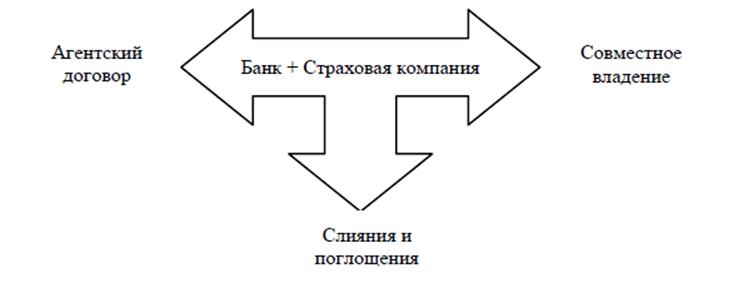 Агентский
договор
Банк + Страховая компания
Совместное
владение
Слияния и
поглощения